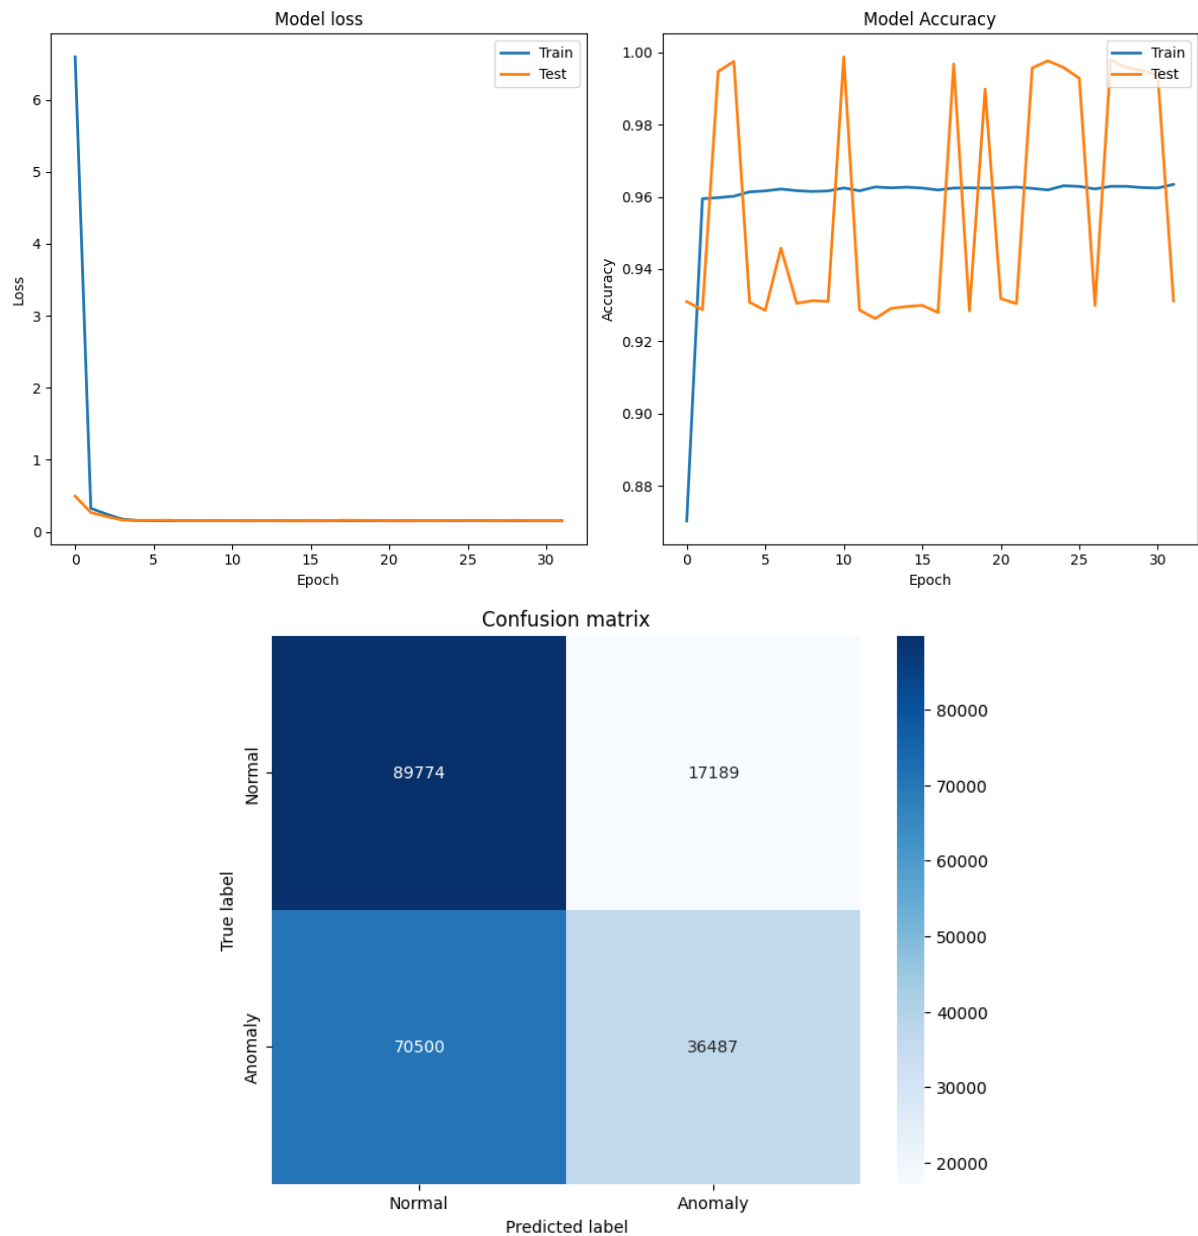 Model loss
Train
Test
6
5
4
3
2
1
0
Loss
0 5 10 15 20 25 30
Epoch
Model Accuracy
Train
Test
1.00
0.98
0.96
0.94
0.92
0.90
0.88
Accuracy
0 5 10 15 20 25 30
Epoch
Confusion matrix
Normal
89774 17189
Anomaly
70500 36487
True label
Normal Anomaly
Predicted label
80000
70000
60000
50000
40000
30000
20000